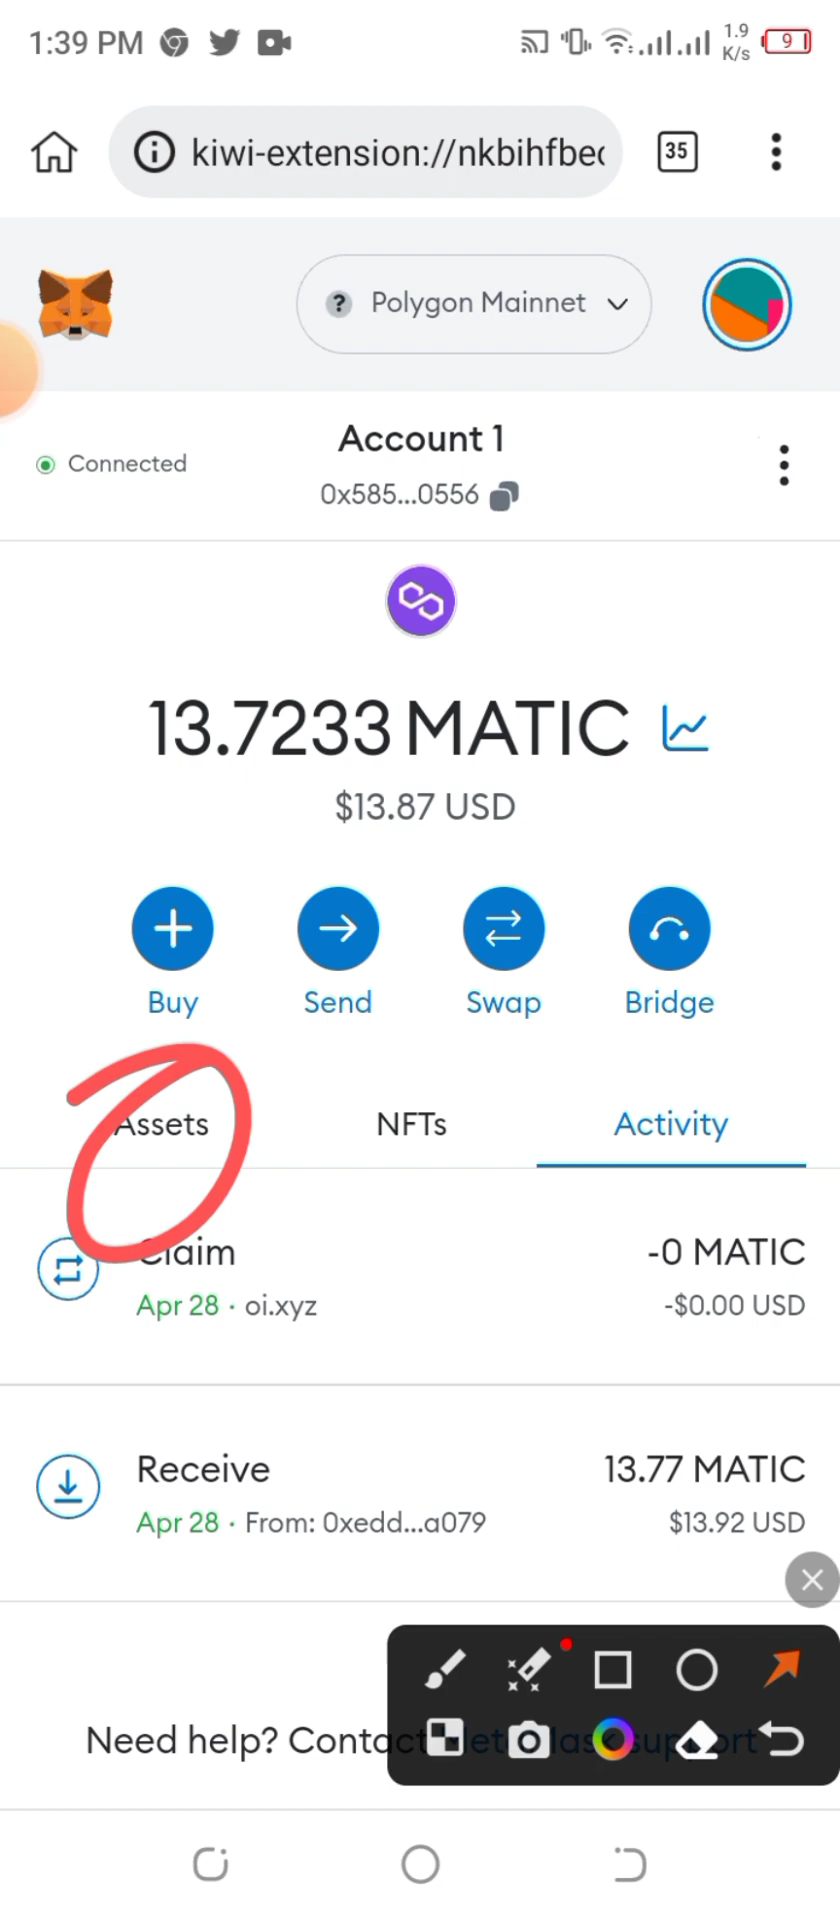 1:39 PM 1.9 K/s 9
kiwi-extension://nkbihfbe 35
? Polygon Mainnet
Account 1
Connected
0x585...0556
13.7233 MATIC
$13.87 USD
Buy Send Swap Bridge
Assets NFTs Activity
Claim -0 MATIC
Apr 28 · oi.xyz -$0.00 USD
Receive 13.77 MATIC
Apr 28 · From: 0xedd...a079 $13.92 USD
Need help? Contact MetaMask support